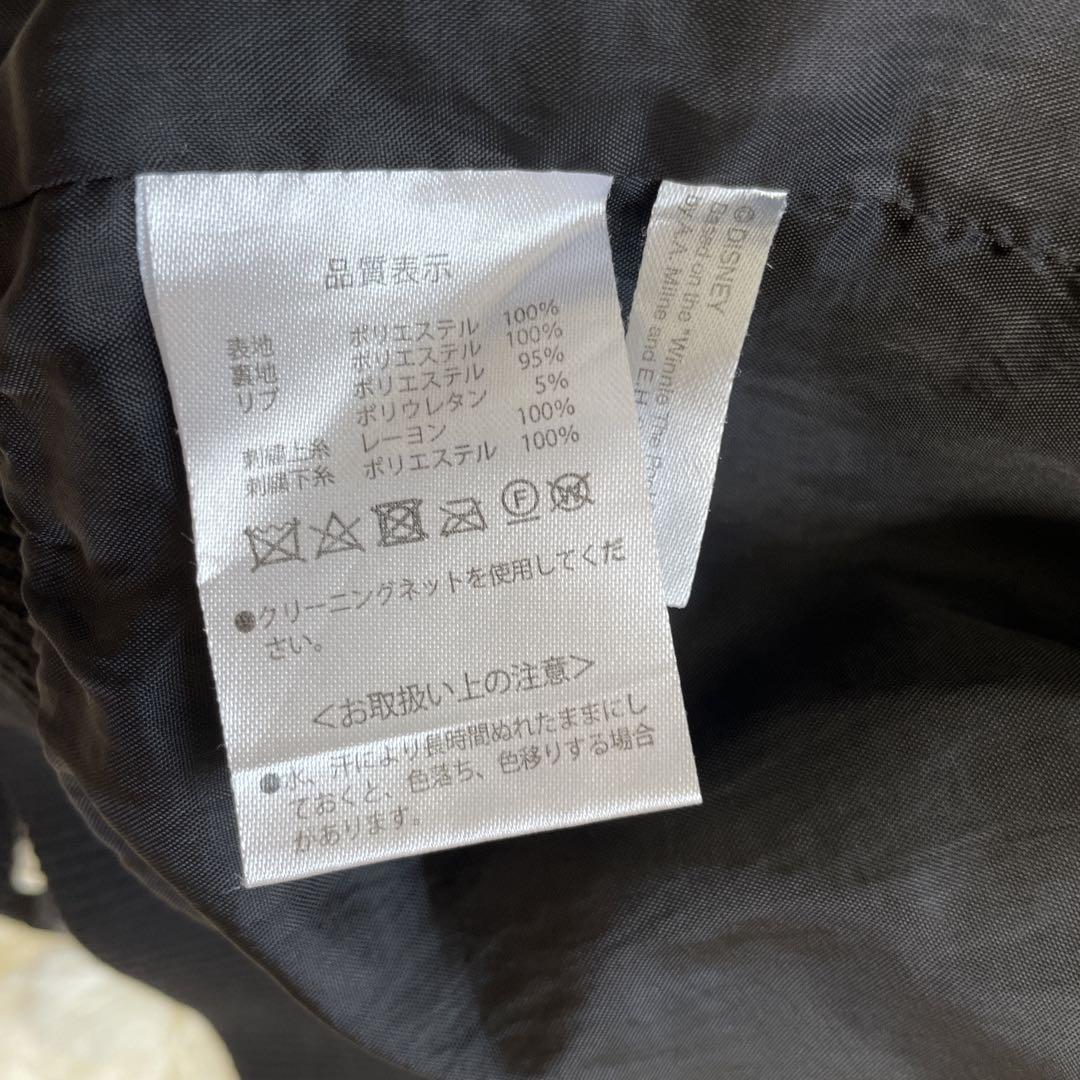 品質表示
表地 ポリエステル 100%
裏地 ポリエステル 100%
リブ ポリエステル 95%
ポリウレタン 5%
刺繍上糸 レーヨン 100%
刺繍下糸 ポリエステル 100%
F
W
●クリーニングネットを使用してくだ
さい。
<お取扱い上の注意>
●水、汗により長時間ぬれたままにし
ておくと、色落ち、色移りする場合
があります。
©DISNEY
Based on the "Winnie The
by A.A. Milne and E.H.